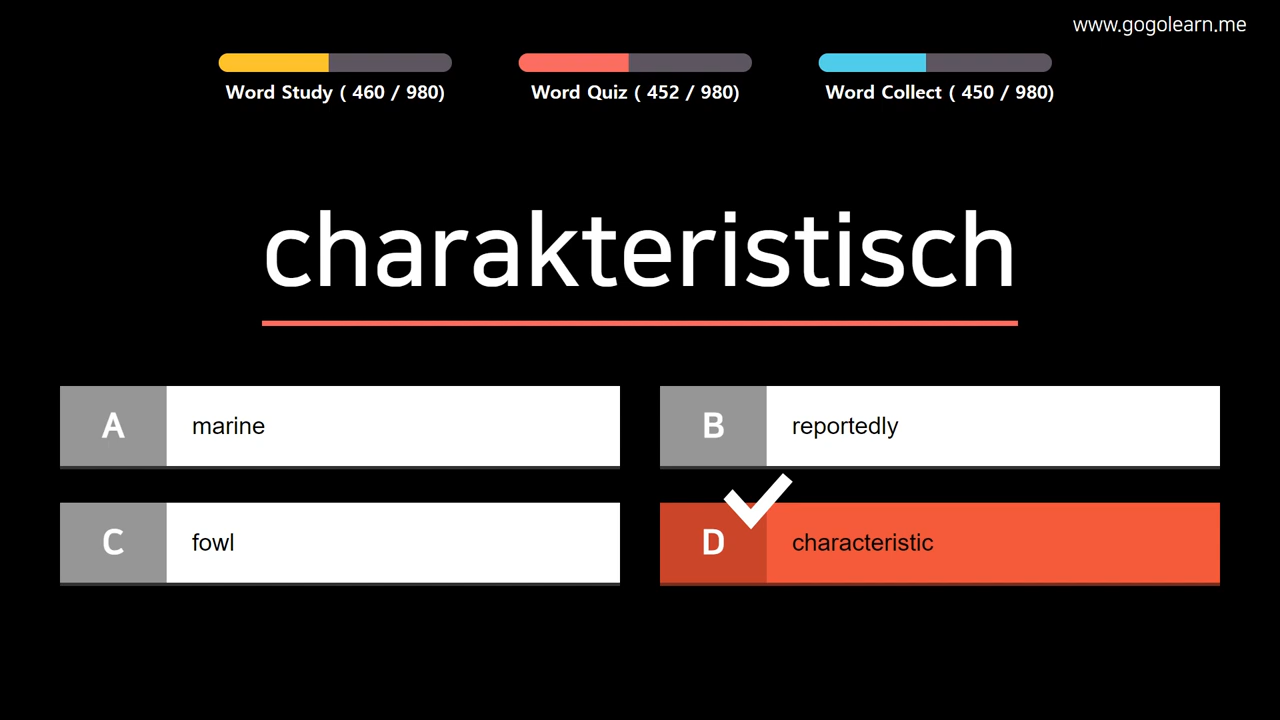 www.gogolearn.me
Word Study ( 460 / 980)
Word Quiz ( 452 / 980)
Word Collect ( 450 / 980)
charakteristisch
A marine
B reportedly
C fowl
D characteristic